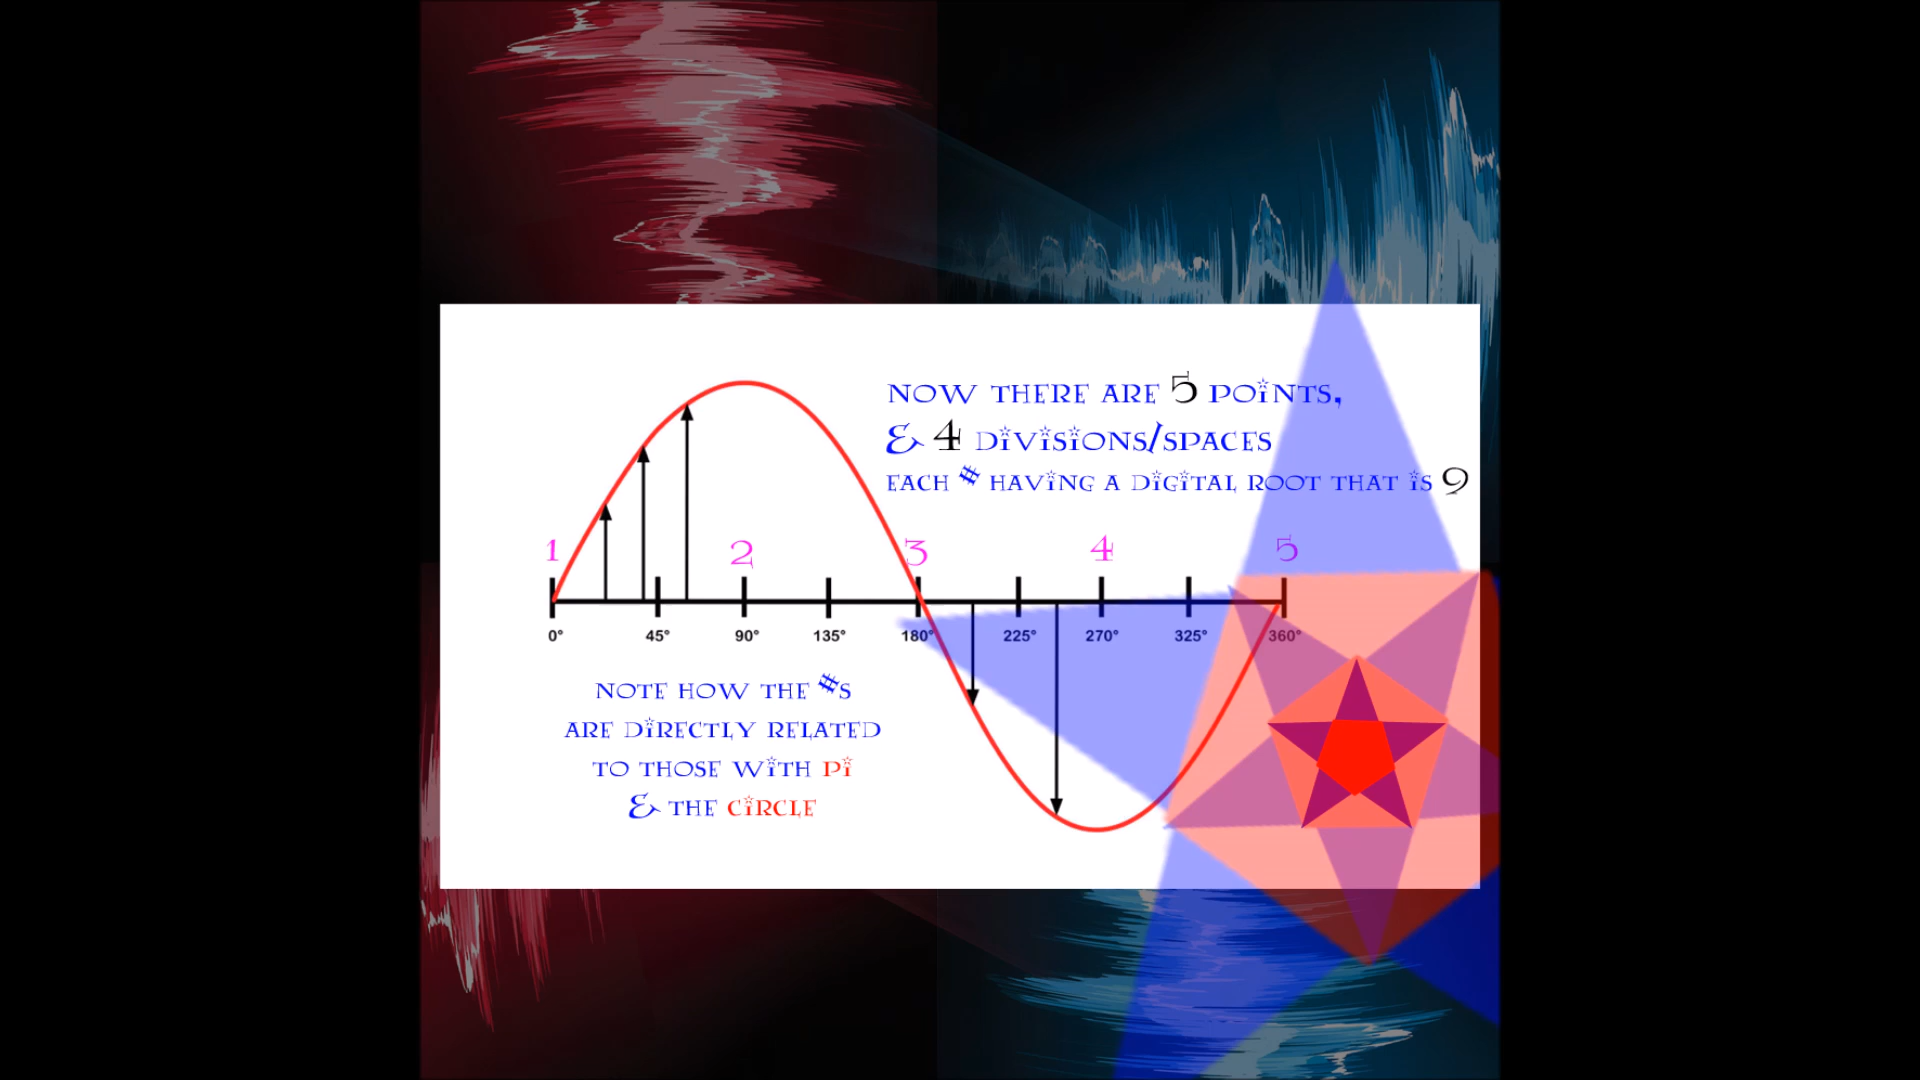 NOW THERE ARE 5 POINTS,
& 4 DIVISIONS/SPACES
EACH # HAVING A DIGITAL ROOT THAT IS 9
1 2 3 4 5
0° 45° 90° 135° 180° 225° 270° 325° 360°
NOTE HOW THE #S
ARE DIRECTLY RELATED
TO THOSE WITH PI
& THE CIRCLE